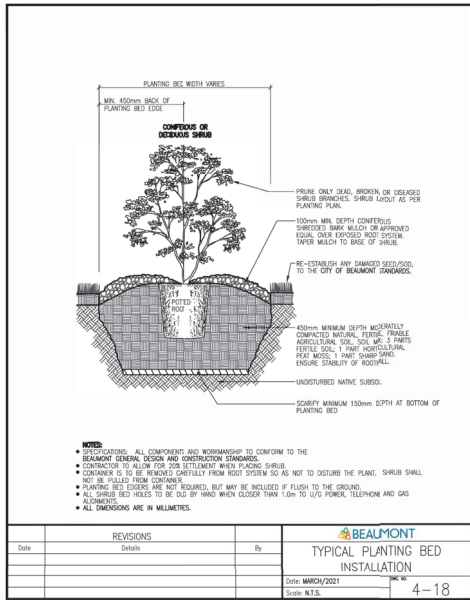 PLANTING BED WIDTH VARIES
MIN. 450mm BACK OF
PLANTING BED EDGE
CONIFEROUS OR
DECIDUOUS SHRUB
PRUNE ONLY DEAD, BROKEN, OR DISEASED
SHRUB BRANCHES. SHRUB LAYOUT AS PER
PLANTING PLAN.
100mm MIN. DEPTH CONIFEROUS
SHREDDED BARK MULCH OR APPROVED
EQUAL OVER EXPOSED ROOT SYSTEM.
TAPER MULCH TO BASE OF SHRUB.
RE-ESTABLISH ANY DAMAGED SEED/SOD,
TO THE CITY OF BEAUMONT STANDARDS.
POTTED
ROOT
450mm MINIMUM DEPTH MODERATELY
COMPACTED NATURAL, FERTILE, FRIABLE
AGRICULTURAL SOIL. SOIL MIX: 3 PARTS
FERTILE SOIL; 1 PART HORTICULTURAL
PEAT MOSS; 1 PART SHARP SAND.
ENSURE STABILITY OF ROOTBALL.
UNDISTURBED NATIVE SUBSOIL
SCARIFY MINIMUM 150mm DEPTH AT BOTTOM OF
PLANTING BED
NOTES:
● SPECIFICATIONS: ALL COMPONENTS AND WORKMANSHIP TO CONFORM TO THE
BEAUMONT GENERAL DESIGN AND CONSTRUCTION STANDARDS.
● CONTRACTOR TO ALLOW FOR 20% SETTLEMENT WHEN PLACING SHRUB.
● CONTAINER IS TO BE REMOVED CAREFULLY FROM ROOT SYSTEM SO AS NOT TO DISTURB THE PLANT. SHRUB SHALL
NOT BE PULLED FROM CONTAINER.
● PLANTING BED EDGERS ARE NOT REQUIRED, BUT MAY BE INCLUDED IF FLUSH TO THE GROUND.
● ALL SHRUB BED HOLES TO BE DUG BY HAND WHEN CLOSER THAN 1.0m TO U/G POWER, TELEPHONE AND GAS
ALIGNMENTS.
● ALL DIMENSIONS ARE IN MILLIMETRES.
REVISIONS
Date Details By
BEAUMONT
TYPICAL PLANTING BED
INSTALLATION
Date: MARCH/2021
Scale: N.T.S.
DWG. NO.
4-18